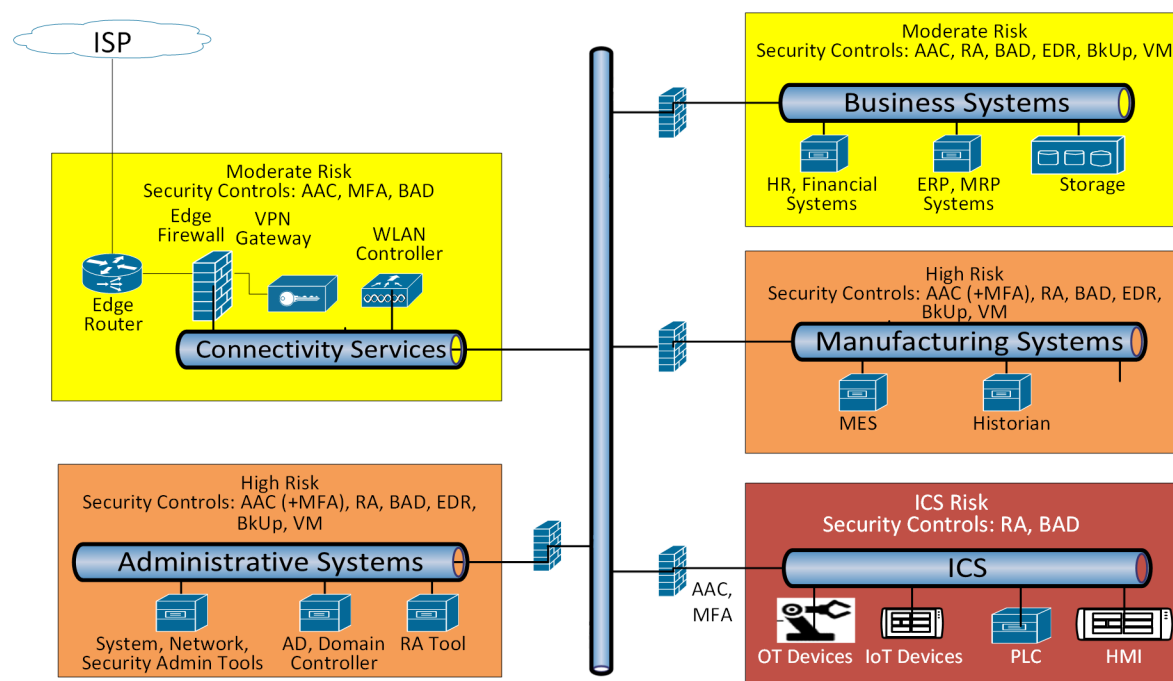 ISP
Moderate Risk
Security Controls: AAC, MFA, BAD
Edge
Firewall
VPN
Gateway
WLAN
Controller
Edge
Router
Connectivity Services
High Risk
Security Controls: AAC (+MFA), RA, BAD, EDR,
BkUp, VM
Administrative Systems
System, Network,
Security Admin Tools
AD, Domain
Controller
RA Tool
Moderate Risk
Security Controls: AAC, RA, BAD, EDR, BkUp, VM
Business Systems
HR, Financial
Systems
ERP, MRP
Systems
Storage
High Risk
Security Controls: AAC (+MFA), RA, BAD, EDR,
BkUp, VM
Manufacturing Systems
MES
Historian
AAC,
MFA
ICS Risk
Security Controls: RA, BAD
ICS
OT Devices
IoT Devices
PLC
HMI